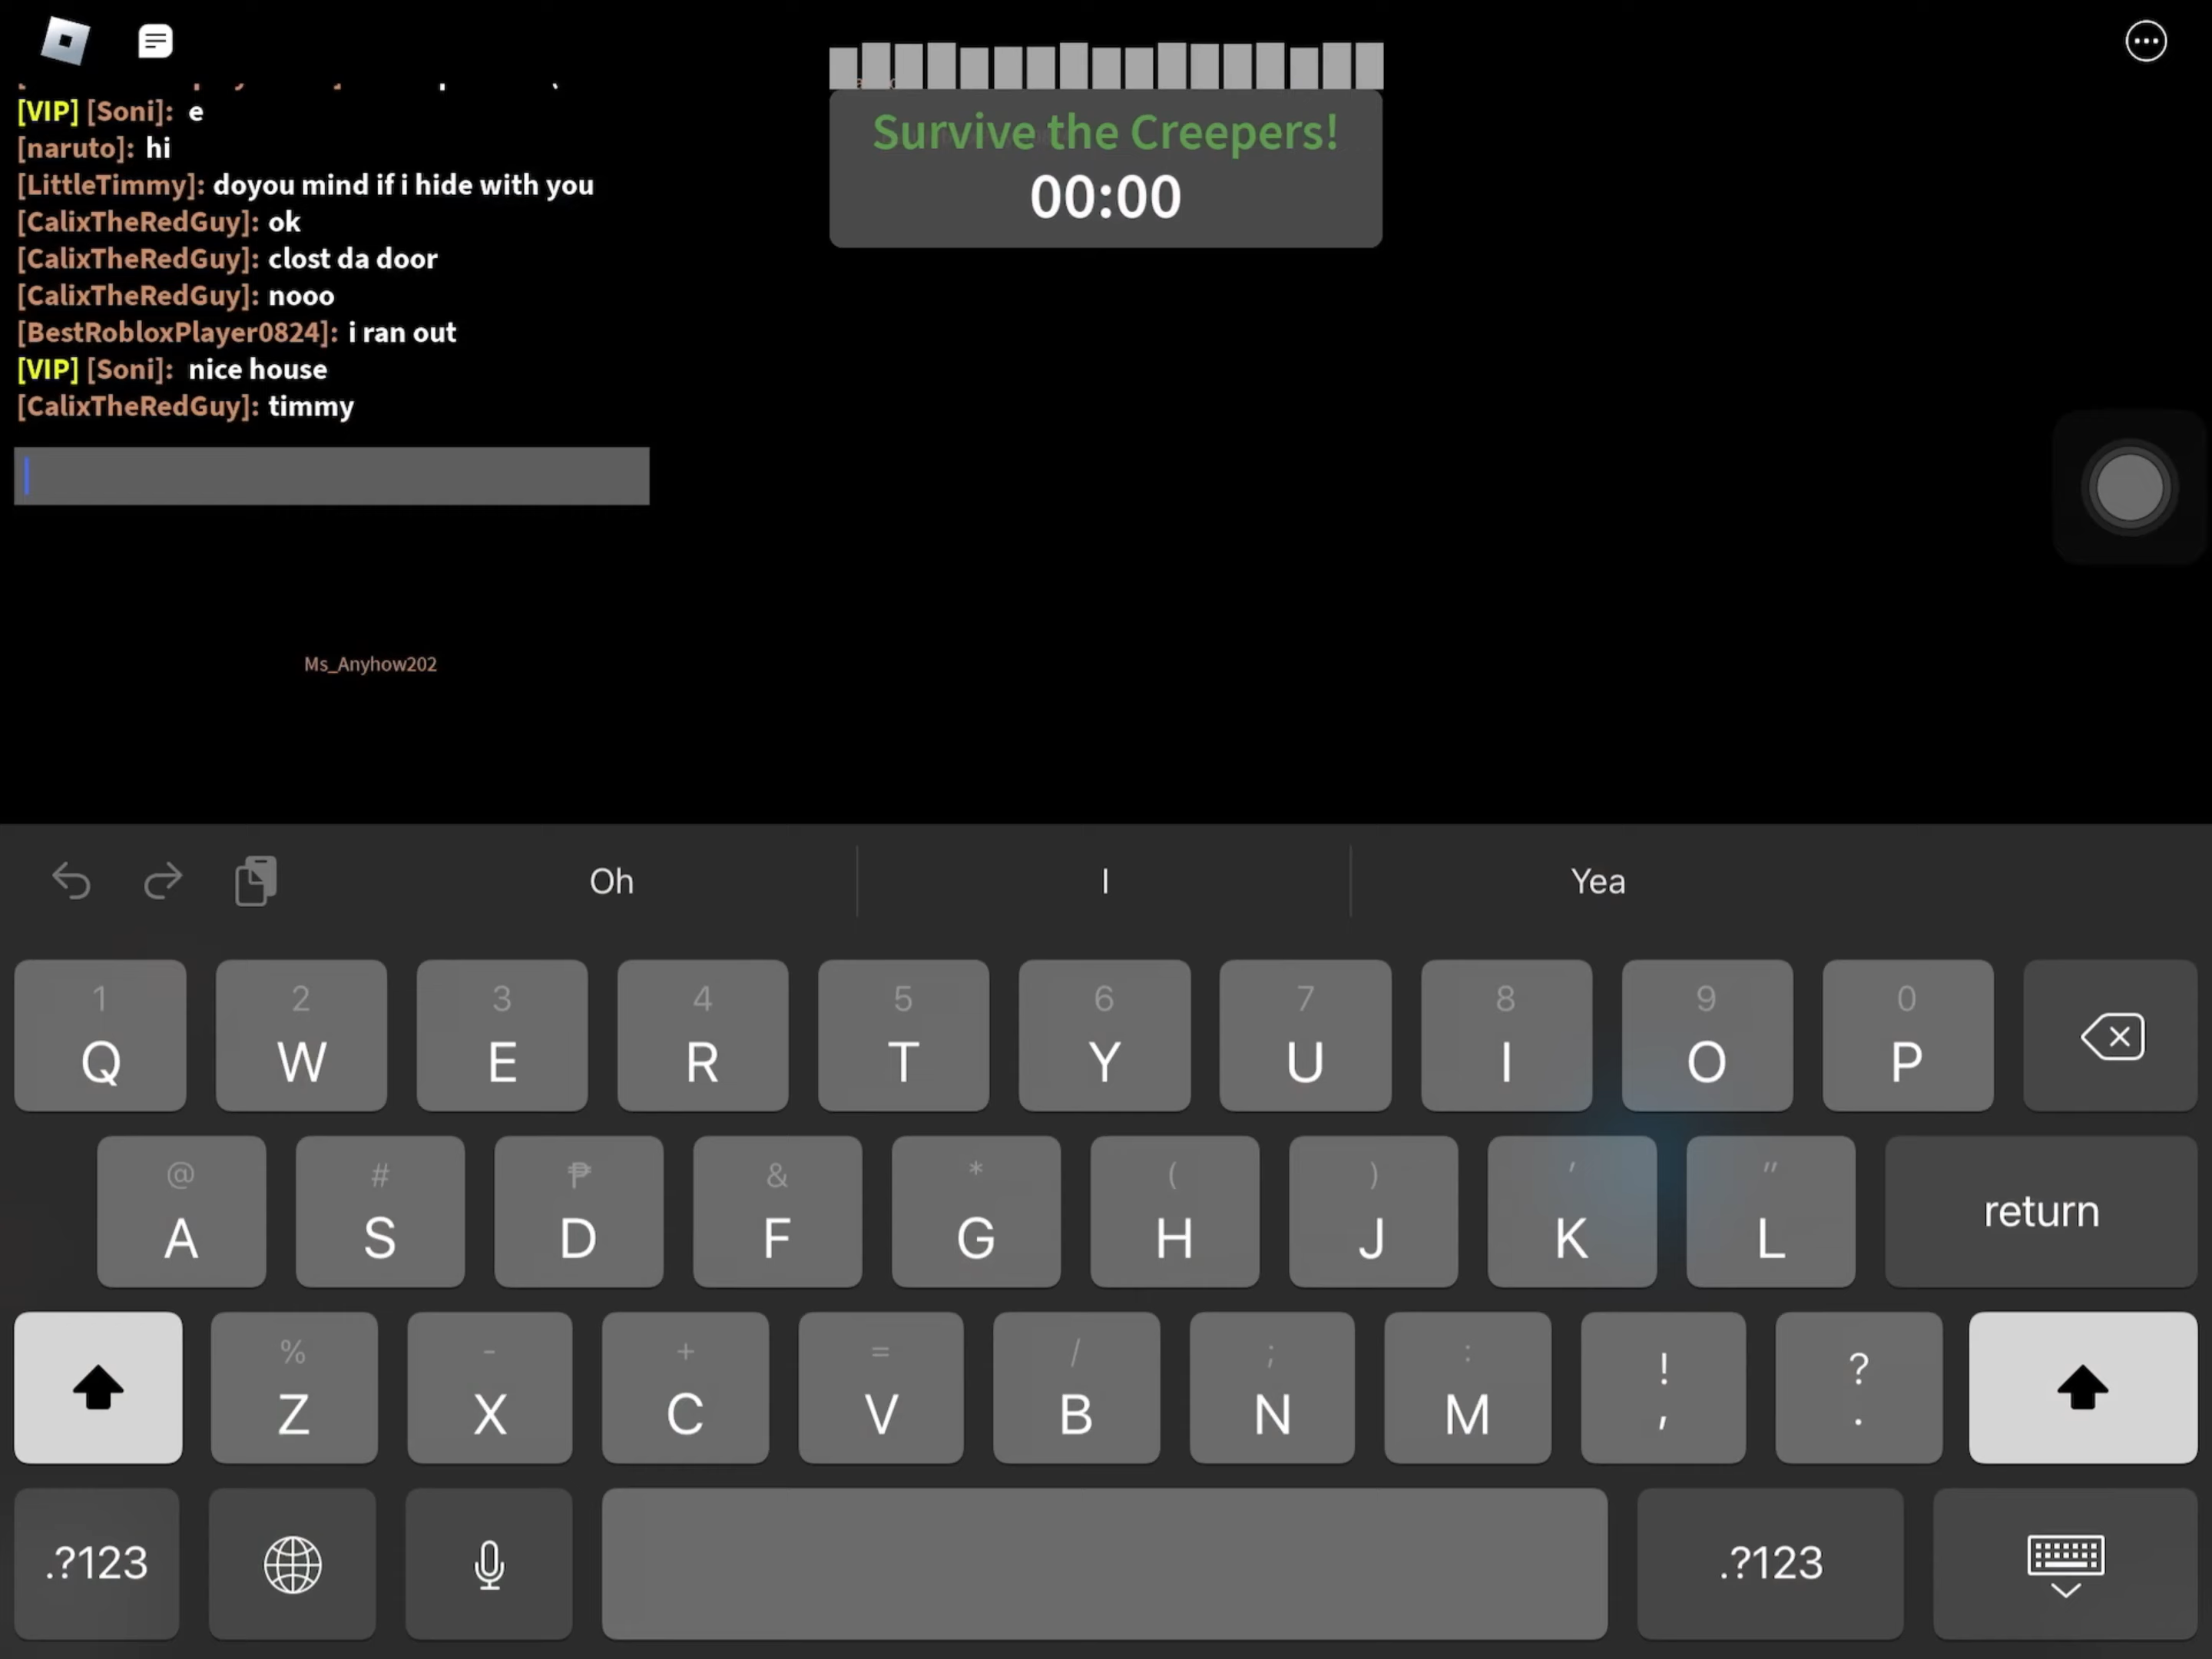 [VIP] [Soni]: e
[naruto]: hi
[LittleTimmy]: doyou mind if i hide with you
[CalixTheRedGuy]: ok
[CalixTheRedGuy]: clost da door
[CalixTheRedGuy]: nooo
[BestRobloxPlayer0824]: i ran out
[VIP] [Soni]: nice house
[CalixTheRedGuy]: timmy
Survive the Creepers!
00:00
Ms_Anyhow202
Oh I Yea
1 2 3 4 5 6 7 8 9 0
Q W E R T Y U I O P
@ # ₱ & * ( ) ' "
A S D F G H J K L return
% - + = / ; : ! ?
Z X C V B N M , .
.?123 .?123